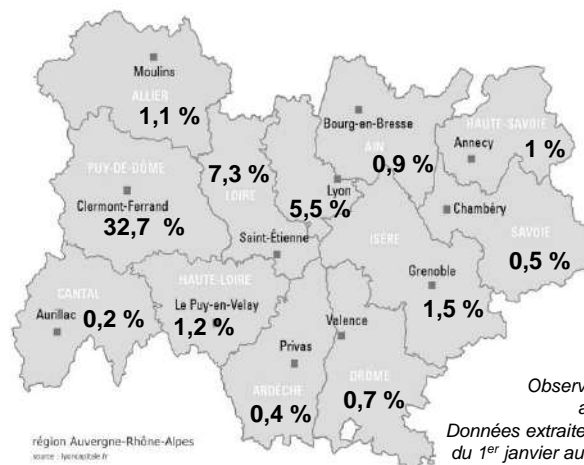 Moulins
ALLIER
1,1 %
PUY-DE-DÔME
Clermont-Ferrand
32,7 %
7,3 %
LOIRE
Saint-Étienne
5,5 %
Lyon
Bourg-en-Bresse
AIN
0,9 %
HAUTE-SAVOIE
Annecy
1 %
Chambéry
SAVOIE
0,5 %
ISÈRE
Grenoble
1,5 %
CANTAL
Aurillac
0,2 %
HAUTE-LOIRE
Le Puy-en-Velay
1,2 %
Privas
ARDÈCHE
0,4 %
Valence
DRÔME
0,7 %
Observ
a
Données extraite
du 1er janvier au
région Auvergne-Rhône-Alpes
source : lyoncapitale.fr